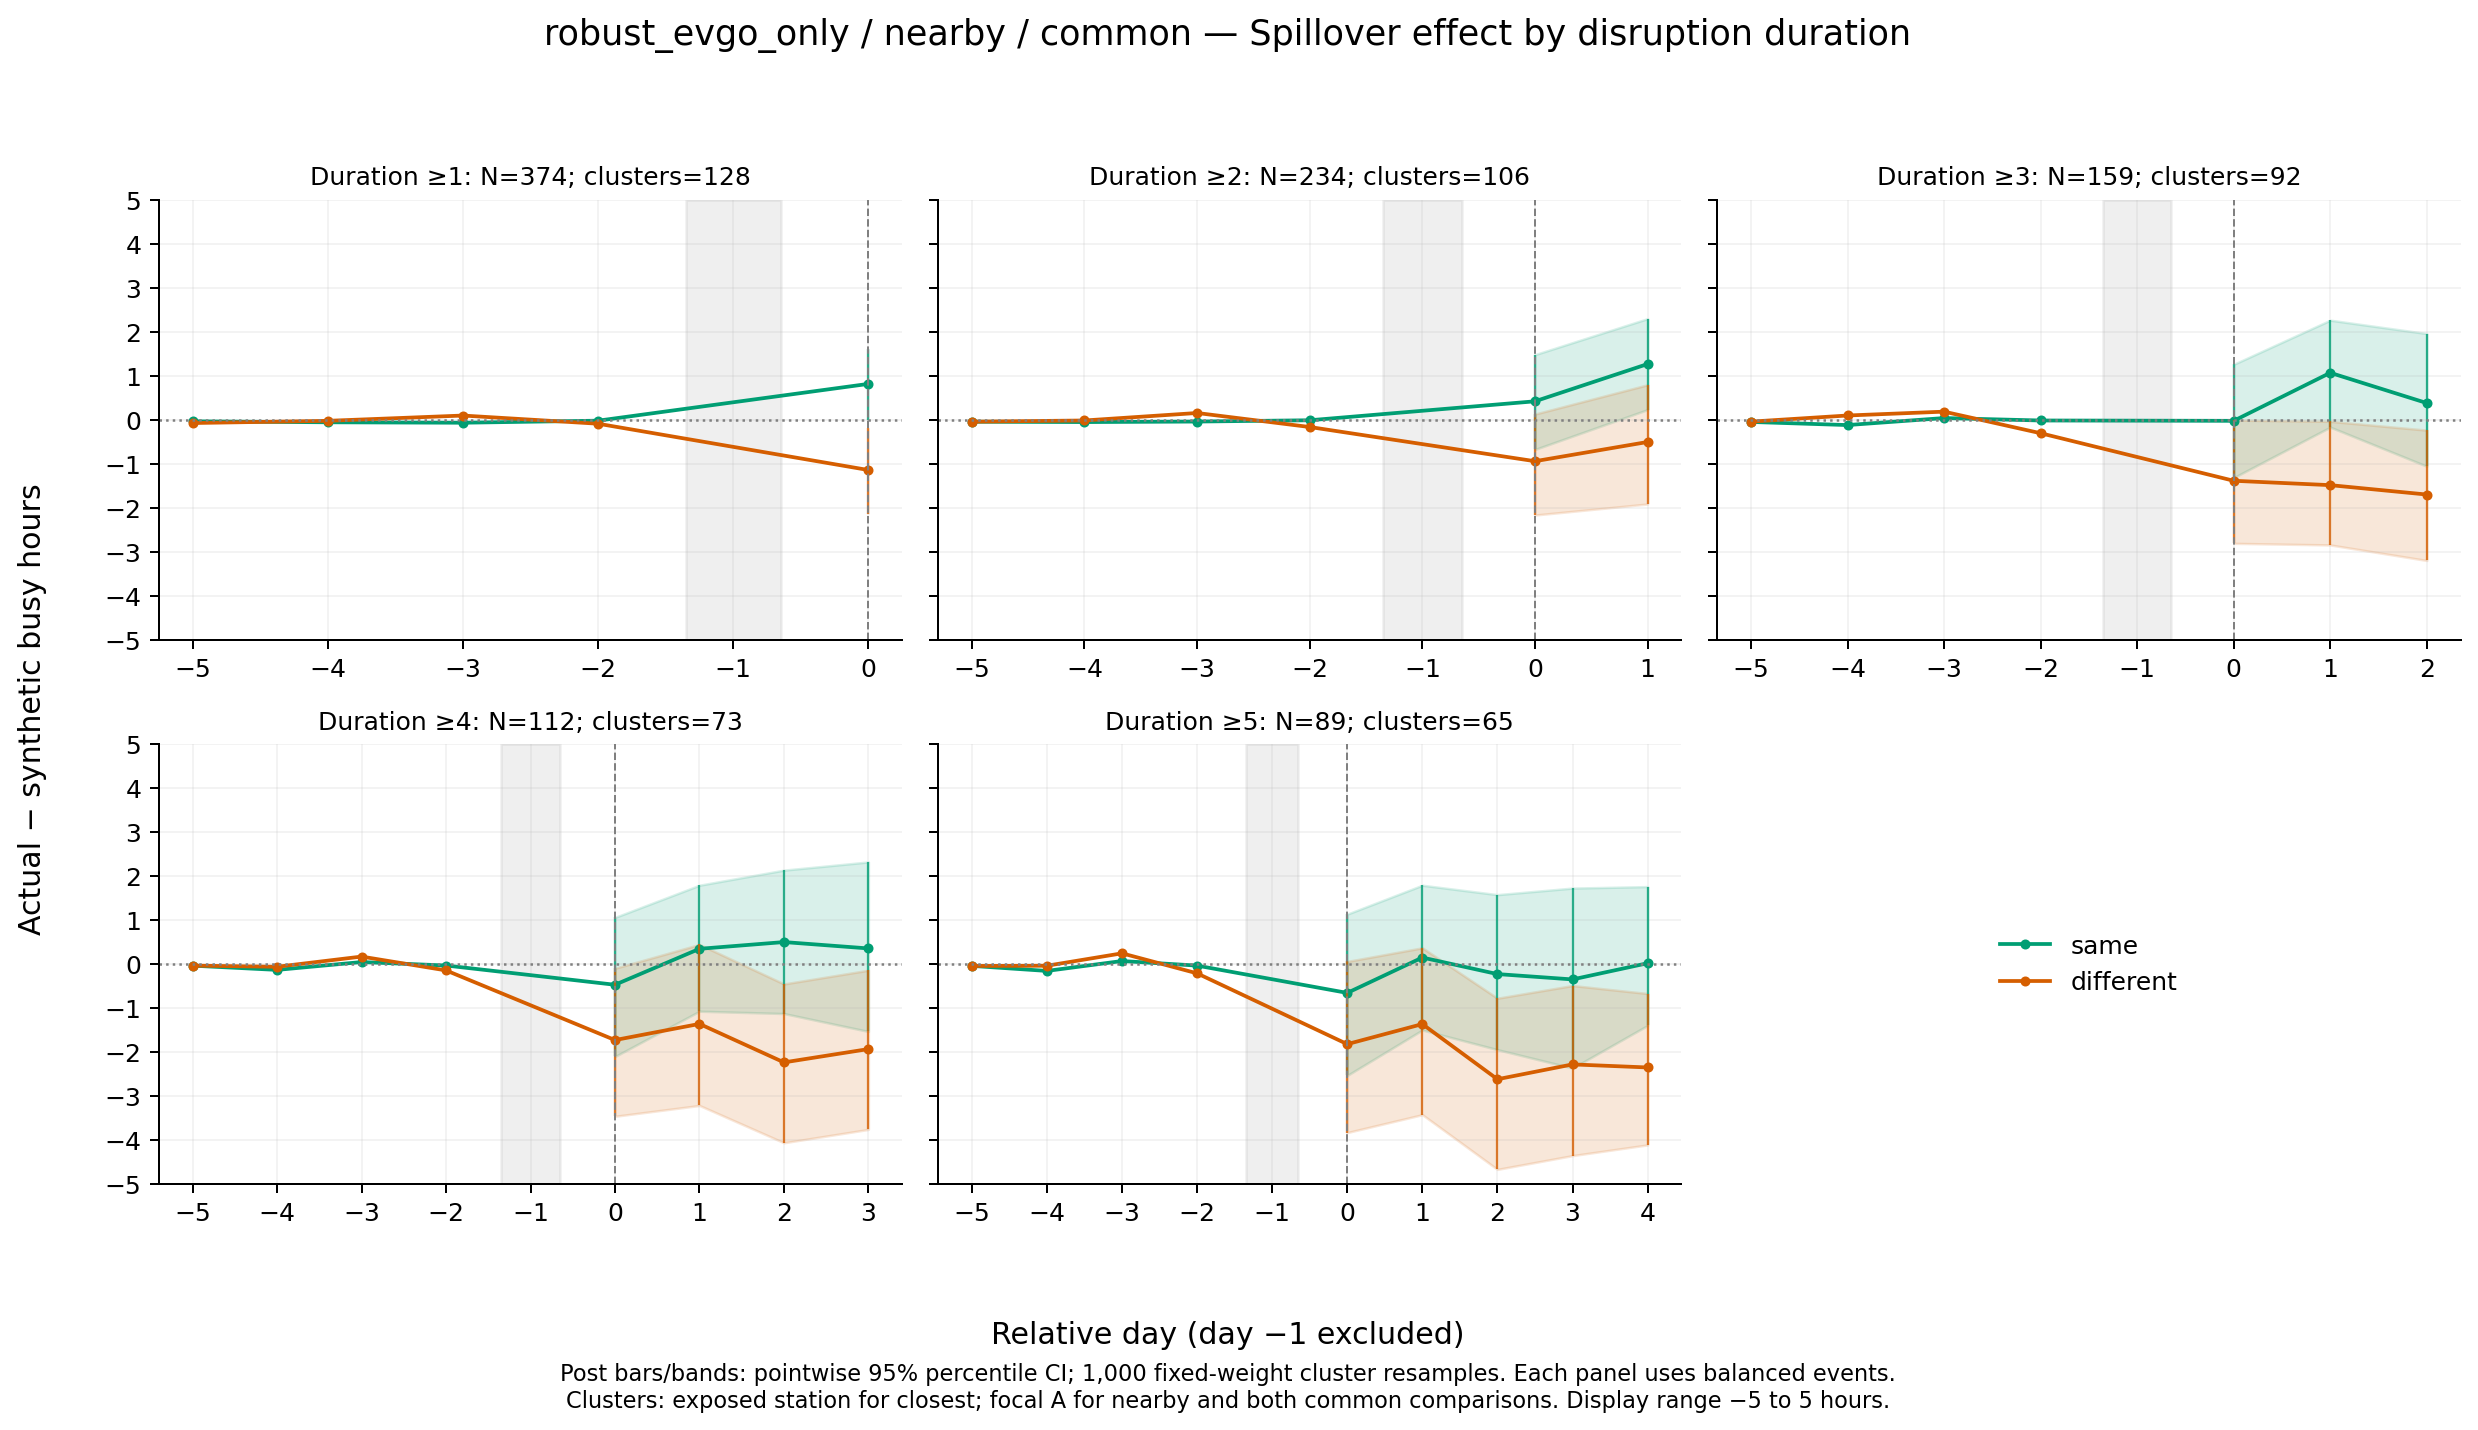 robust_evgo_only / nearby / common — Spillover effect by disruption duration
Duration ≥1: N=374; clusters=128
Duration ≥2: N=234; clusters=106
Duration ≥3: N=159; clusters=92
5
4
3
2
1
0
−1
−2
−3
−4
−5
−5 −4 −3 −2 −1 0
−5 −4 −3 −2 −1 0 1
−5 −4 −3 −2 −1 0 1 2
Actual − synthetic busy hours
Duration ≥4: N=112; clusters=73
Duration ≥5: N=89; clusters=65
5
4
3
2
1
0
−1
−2
−3
−4
−5
−5 −4 −3 −2 −1 0 1 2 3
−5 −4 −3 −2 −1 0 1 2 3 4
same
different
Relative day (day −1 excluded)
Post bars/bands: pointwise 95% percentile CI; 1,000 fixed-weight cluster resamples. Each panel uses balanced events.
Clusters: exposed station for closest; focal A for nearby and both common comparisons. Display range −5 to 5 hours.